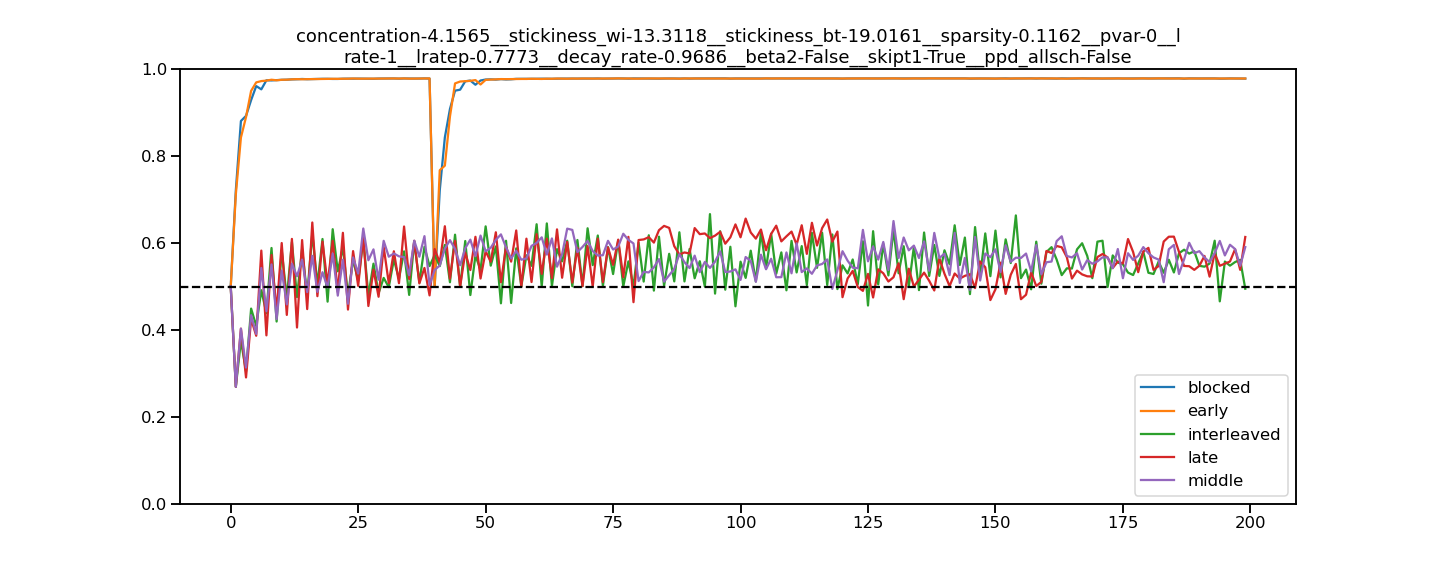 concentration-4.1565__stickiness_wi-13.3118__stickiness_bt-19.0161__sparsity-0.1162__pvar-0__l
rate-1__lratep-0.7773__decay_rate-0.9686__beta2-False__skipt1-True__ppd_allsch-False
1.0
0.8
0.6
0.4
0.2
0.0
blocked
early
interleaved
late
middle
0 25 50 75 100 125 150 175 200